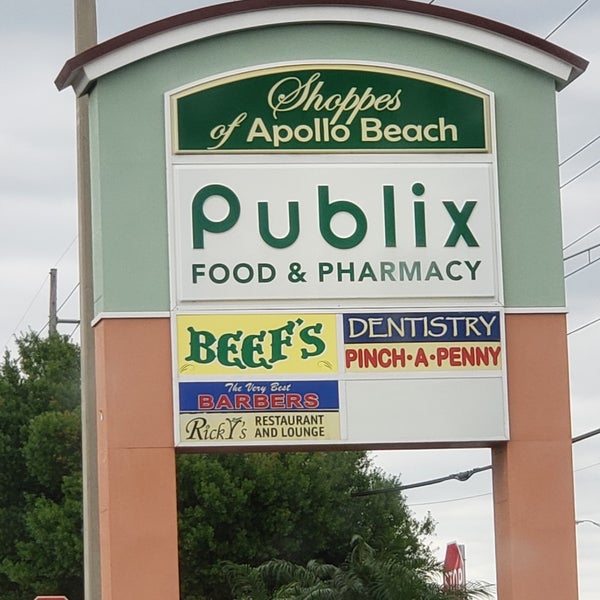 Shoppes
of Apollo Beach
Publix
FOOD & PHARMACY
BEEF'S
DENTISTRY
PINCH·A·PENNY
The Very Best
BARBERS
RickY's RESTAURANT
AND LOUNGE
STOP